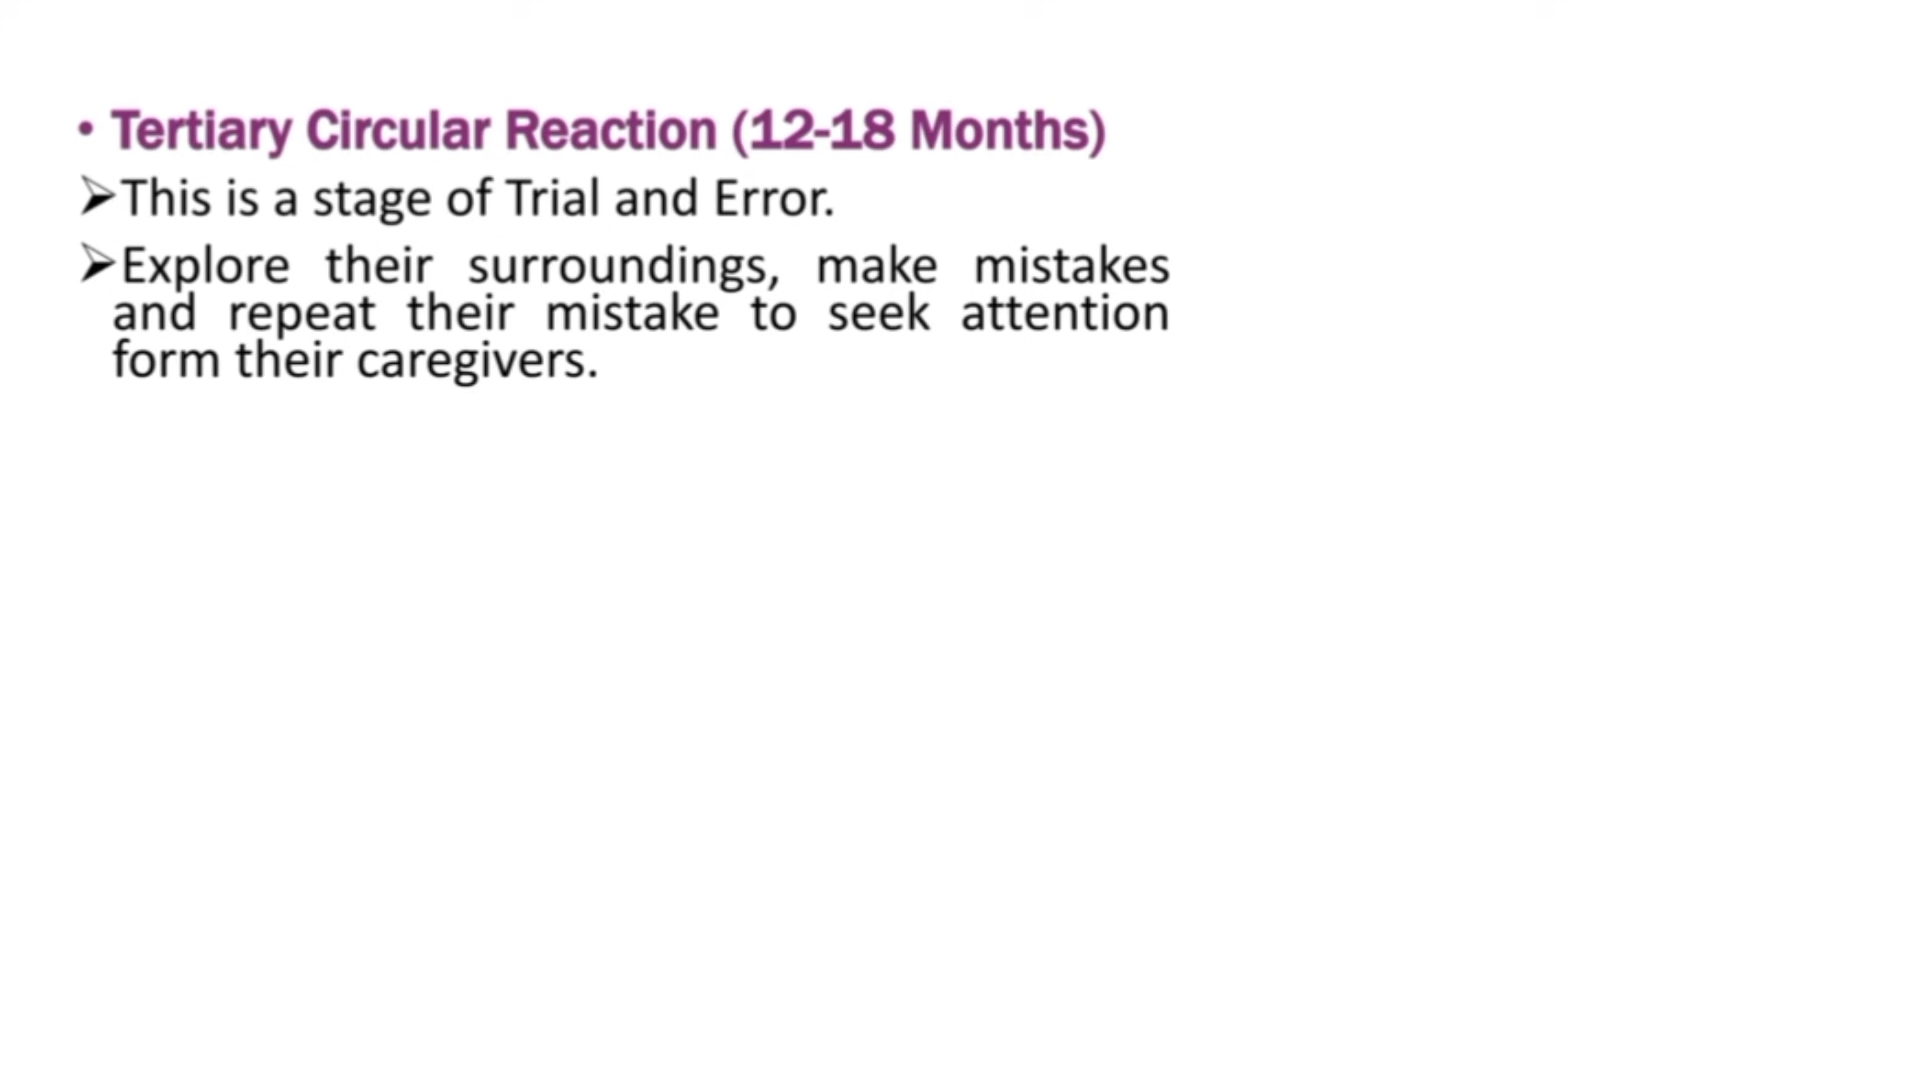 • Tertiary Circular Reaction (12-18 Months)
➢This is a stage of Trial and Error.
➢Explore their surroundings, make mistakes
and repeat their mistake to seek attention
form their caregivers.